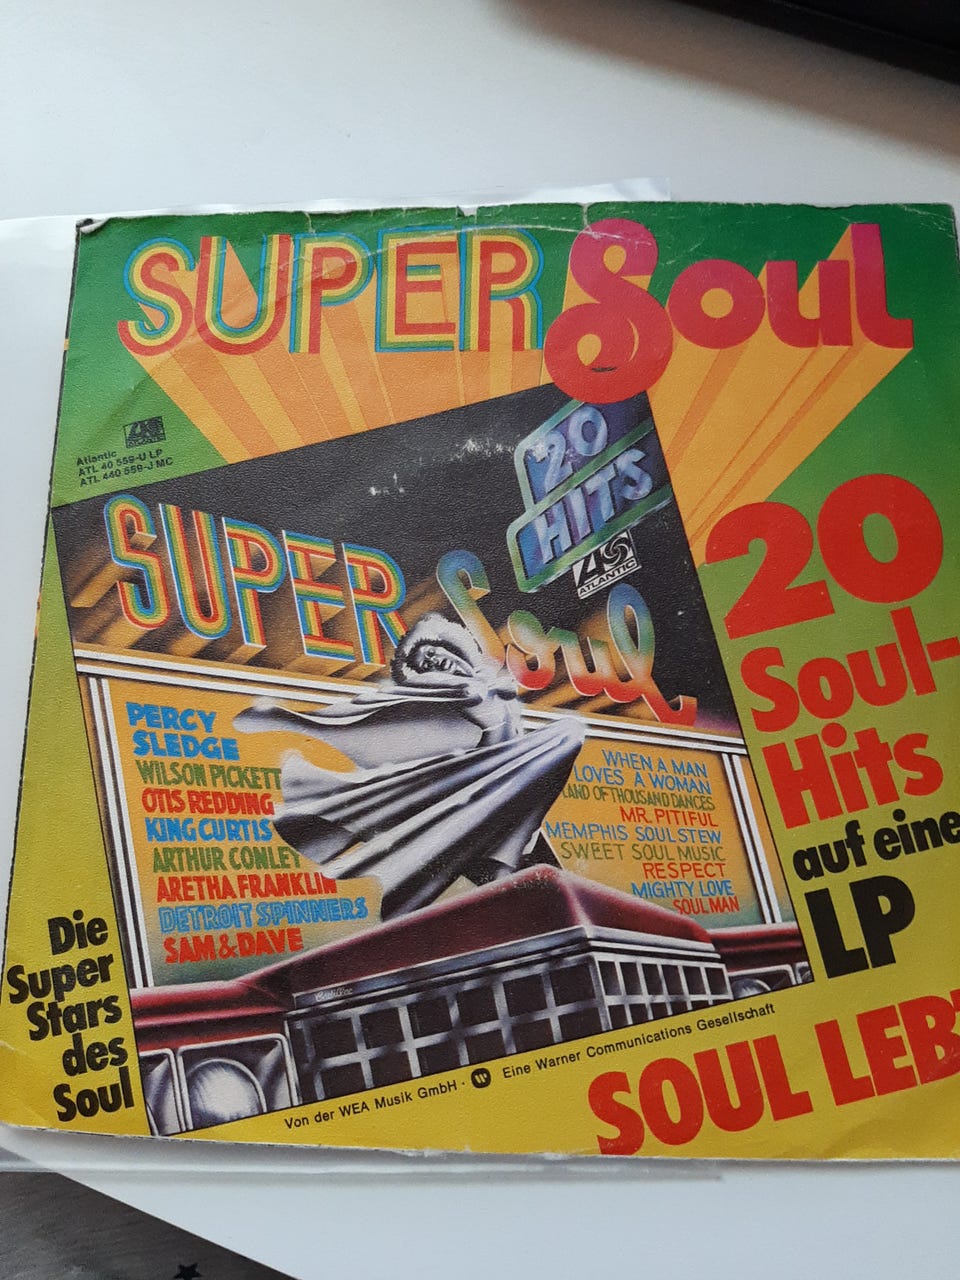 SUPER Soul
ATLANTIC
Atlantic
ATL 40 559-U LP
ATL 440 559-J MC
20
HITS
ATLANTIC
SUPER Soul
PERCY
SLEDGE
WILSON PICKETT
OTIS REDDING
KING CURTIS
ARTHUR CONLEY
ARETHA FRANKLIN
DETROIT SPINNERS
SAM & DAVE
WHEN A MAN
LOVES A WOMAN
LAND OF THOUSAND DANCES
MR. PITIFUL
MEMPHIS SOUL STEW
SWEET SOUL MUSIC
RESPECT
MIGHTY LOVE
SOUL MAN
Cadillac
20
Soul-
Hits
auf eine
LP
Die
Super
Stars
des
Soul
Von der WEA Musik GmbH · Eine Warner Communications Gesellschaft
SOUL LEBT